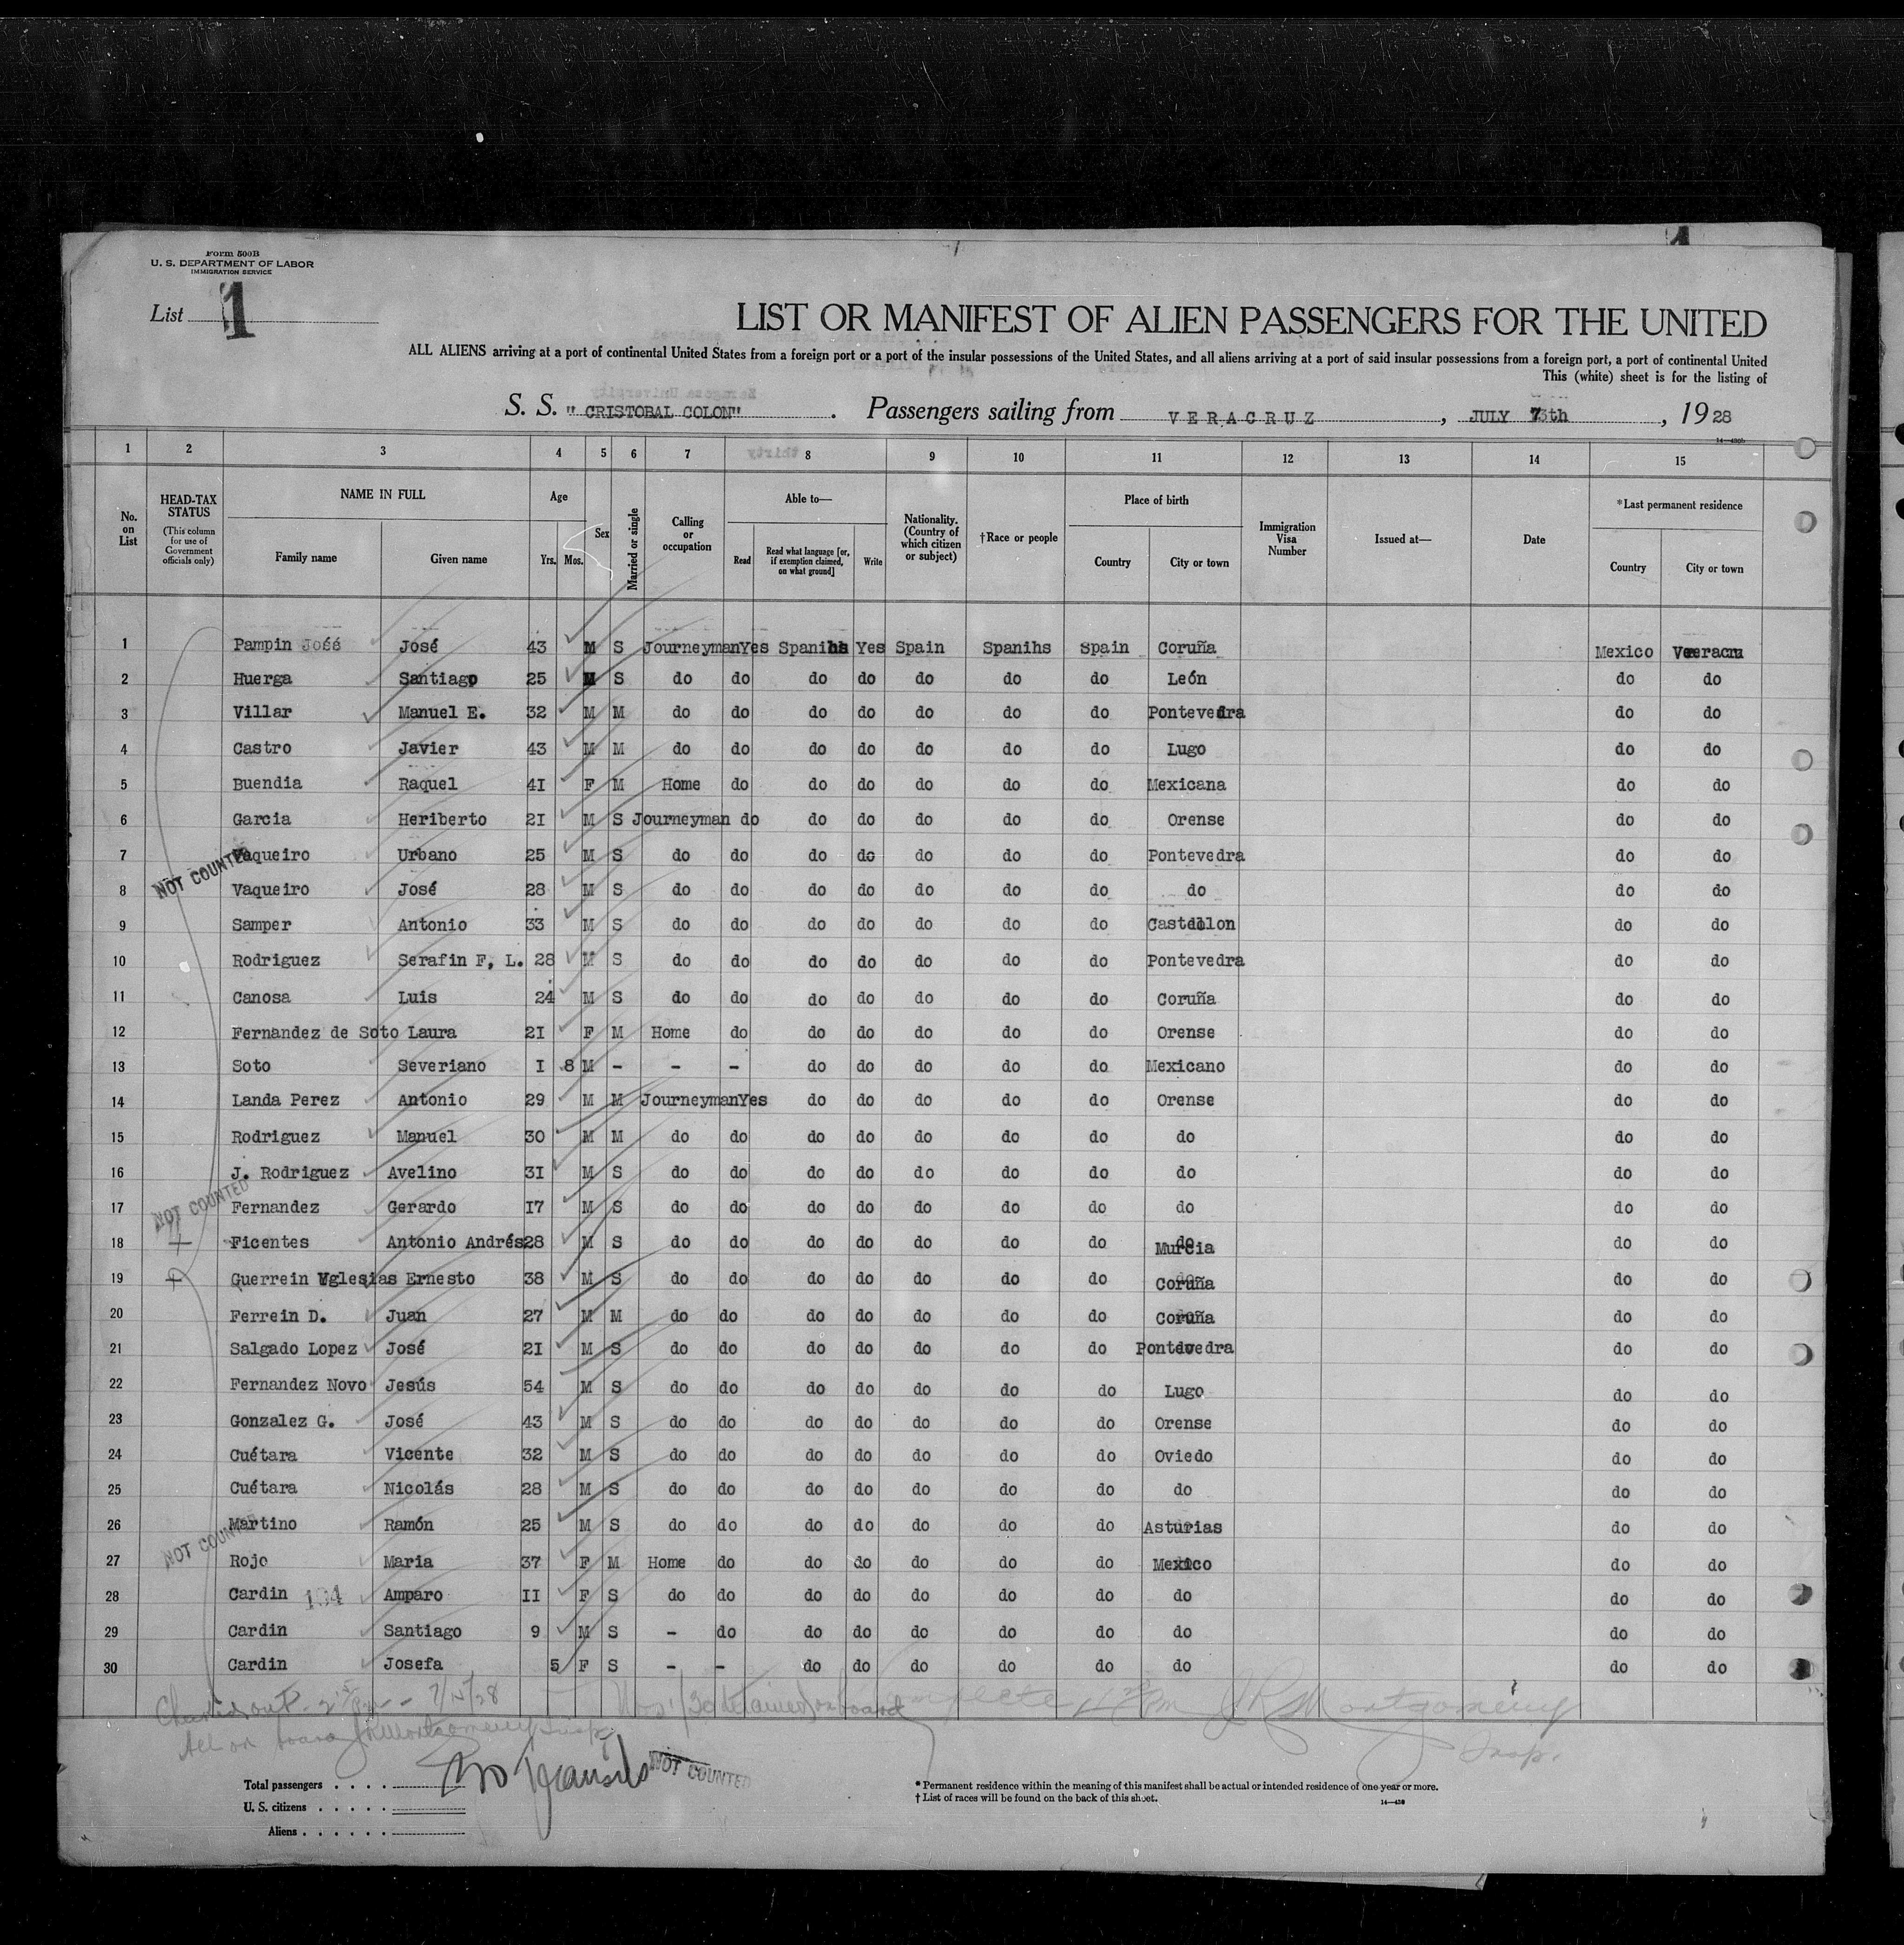 Form 500B
U. S. DEPARTMENT OF LABOR
IMMIGRATION SERVICE
List 1
LIST OR MANIFEST OF ALIEN PASSENGERS FOR THE UNITED
ALL ALIENS arriving at a port of continental United States from a foreign port or a port of the insular possessions of the United States, and all aliens arriving at a port of said insular possessions from a foreign port, a port of continental United
This (white) sheet is for the listing of
S. S. "CRISTOBAL COLON". Passengers sailing from VERACRUZ, JULY 7th, 1928
1 2 3 4 5 6 7 8 9 10 11 12 13 14 15
No. on List HEAD-TAX STATUS (This column for use of Government officials only) NAME IN FULL Family name Given name Age Yrs. Mos. Sex Married or single Calling or occupation Able to— Read Read what language [or, if exemption claimed, on what ground] Write Nationality. (Country of which citizen or subject) †Race or people Place of birth Country City or town Immigration Visa Number Issued at— Date *Last permanent residence Country City or town
1 Pampin José José 43 M S Journeyman Yes Spanihs Yes Spain Spanihs Spain Coruña Mexico Veeracru
2 Huerga Santiago 25 M S do do do do do do do León do do
3 Villar Manuel E. 32 M M do do do do do do do Pontevedra do do
4 Castro Javier 43 M M do do do do do do do Lugo do do
5 Buendia Raquel 41 F M Home do do do do do do Mexicana do do
6 Garcia Heriberto 21 M S Journeyman do do do do do do Orense do do
7 Vaqueiro Urbano 25 M S do do do do do do do Pontevedra do do
NOT COUNTED
8 Vaqueiro José 28 M S do do do do do do do do do do
9 Samper Antonio 33 M S do do do do do do do Castellon do do
10 Rodriguez Serafin F, L. 28 M S do do do do do do do Pontevedra do do
11 Canosa Luis 24 M S do do do do do do do Coruña do do
12 Fernandez de Soto Laura 21 F M Home do do do do do do Orense do do
13 Soto Severiano I 8 M - - - do do do do do Mexicano do do
14 Landa Perez Antonio 29 M M Journeyman Yes do do do do do Orense do do
15 Rodriguez Manuel 30 M M do do do do do do do do do do
16 J. Rodriguez Avelino 31 M S do do do do do do do do do do
17 Fernandez Gerardo 17 M S do do do do do do do do do do
NOT COUNTED
18 Ficentes Antonio Andrés 28 M S do do do do do do do Murcia do do
19 Guerrein Yglesias Ernesto 38 M S do do do do do do do Coruña do do
20 Ferrein D. Juan 27 M M do do do do do do do Coruña do do
21 Salgado Lopez José 21 M S do do do do do do do Pontevedra do do
22 Fernandez Novo Jesús 54 M S do do do do do do do Lugo do do
23 Gonzalez G. José 43 M S do do do do do do do Orense do do
24 Cuétara Vicente 32 M S do do do do do do do Oviedo do do
25 Cuétara Nicolás 28 M S do do do do do do do do do do
26 Martino Ramón 25 M S do do do do do do do Asturias do do
NOT COUNTED
27 Rojo Maria 37 F M Home do do do do do do Mexico do do
28 Cardin 104 Amparo II F S do do do do do do do do do do
29 Cardin Santiago 9 M S - do do do do do do do do do
30 Cardin Josefa 5 F S - - do do do do do do do do
Checked out 7/15/28
All on board JR Montgomery Insp.
Nos 1/30 detained on board complete JR Montgomery
Insp.
NOT COUNTED
Total passengers
U. S. citizens
Aliens
* Permanent residence within the meaning of this manifest shall be actual or intended residence of one year or more.
† List of races will be found on the back of this sheet.
14—430